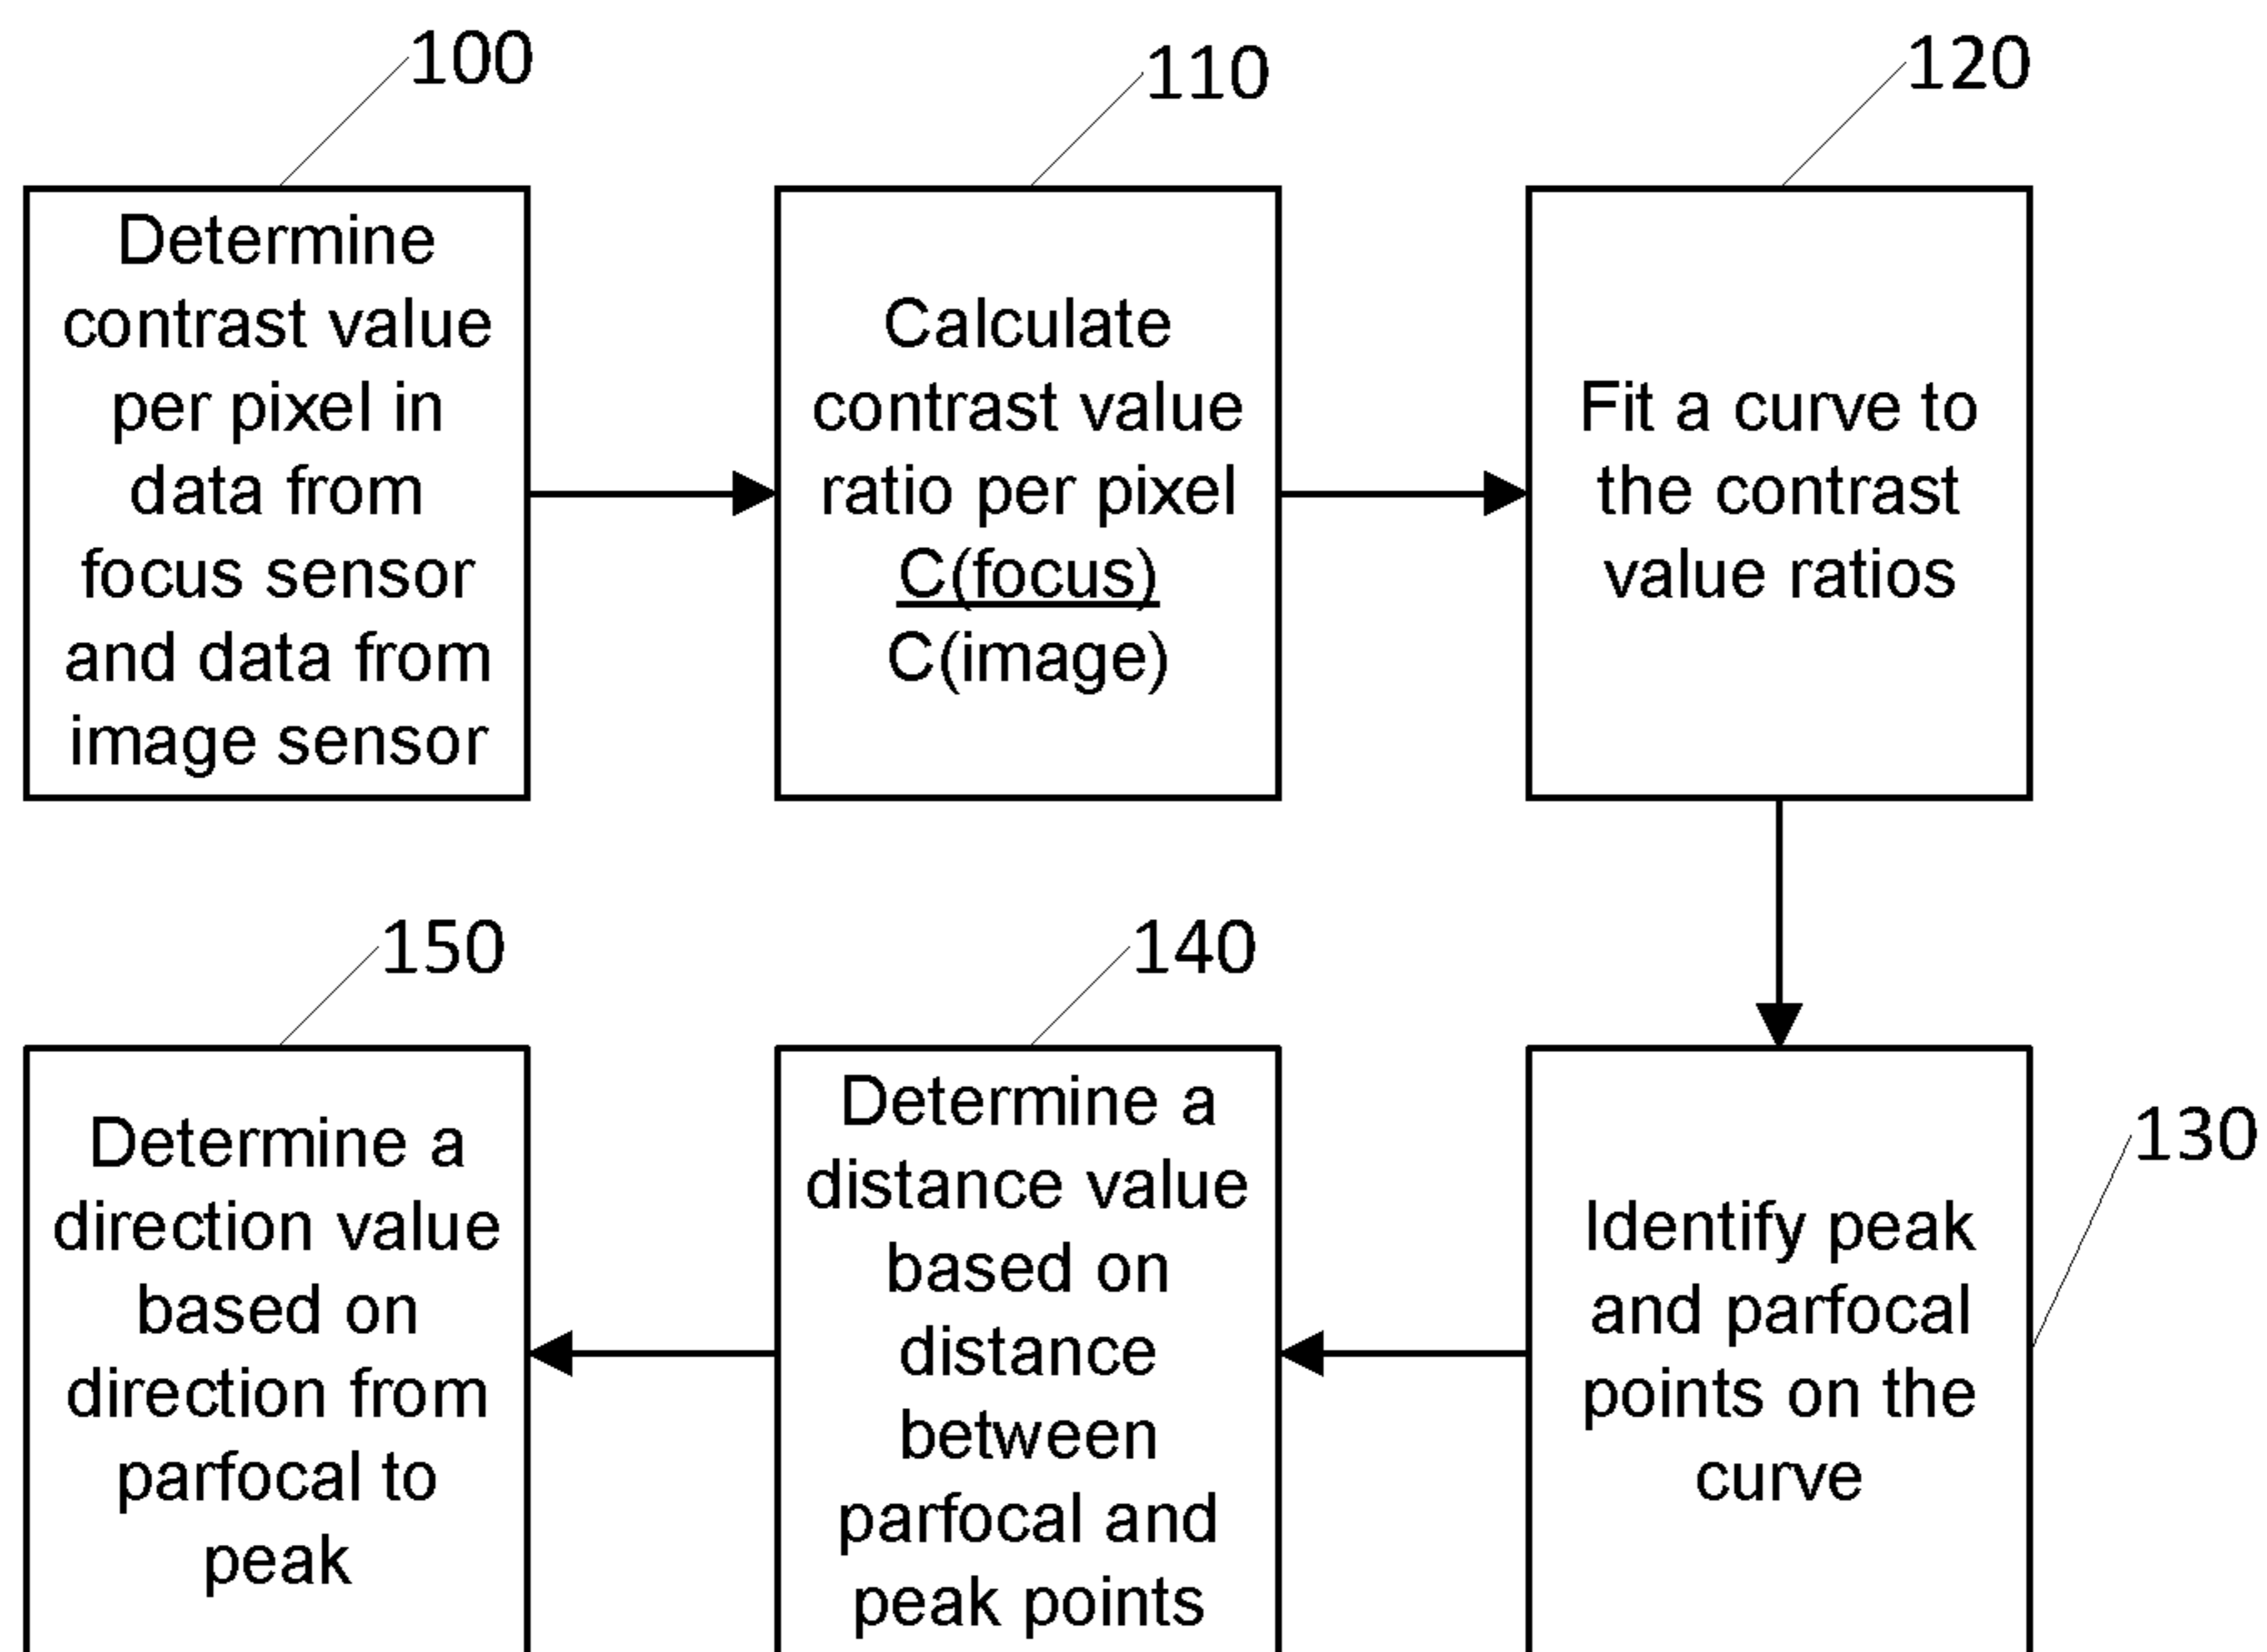 100
Determine
contrast value
per pixel in
data from
focus sensor
and data from
image sensor
110
Calculate
contrast value
ratio per pixel
C(focus)
C(image)
120
Fit a curve to
the contrast
value ratios
130
Identify peak
and parfocal
points on the
curve
140
Determine a
distance value
based on
distance
between
parfocal and
peak points
150
Determine a
direction value
based on
direction from
parfocal to
peak